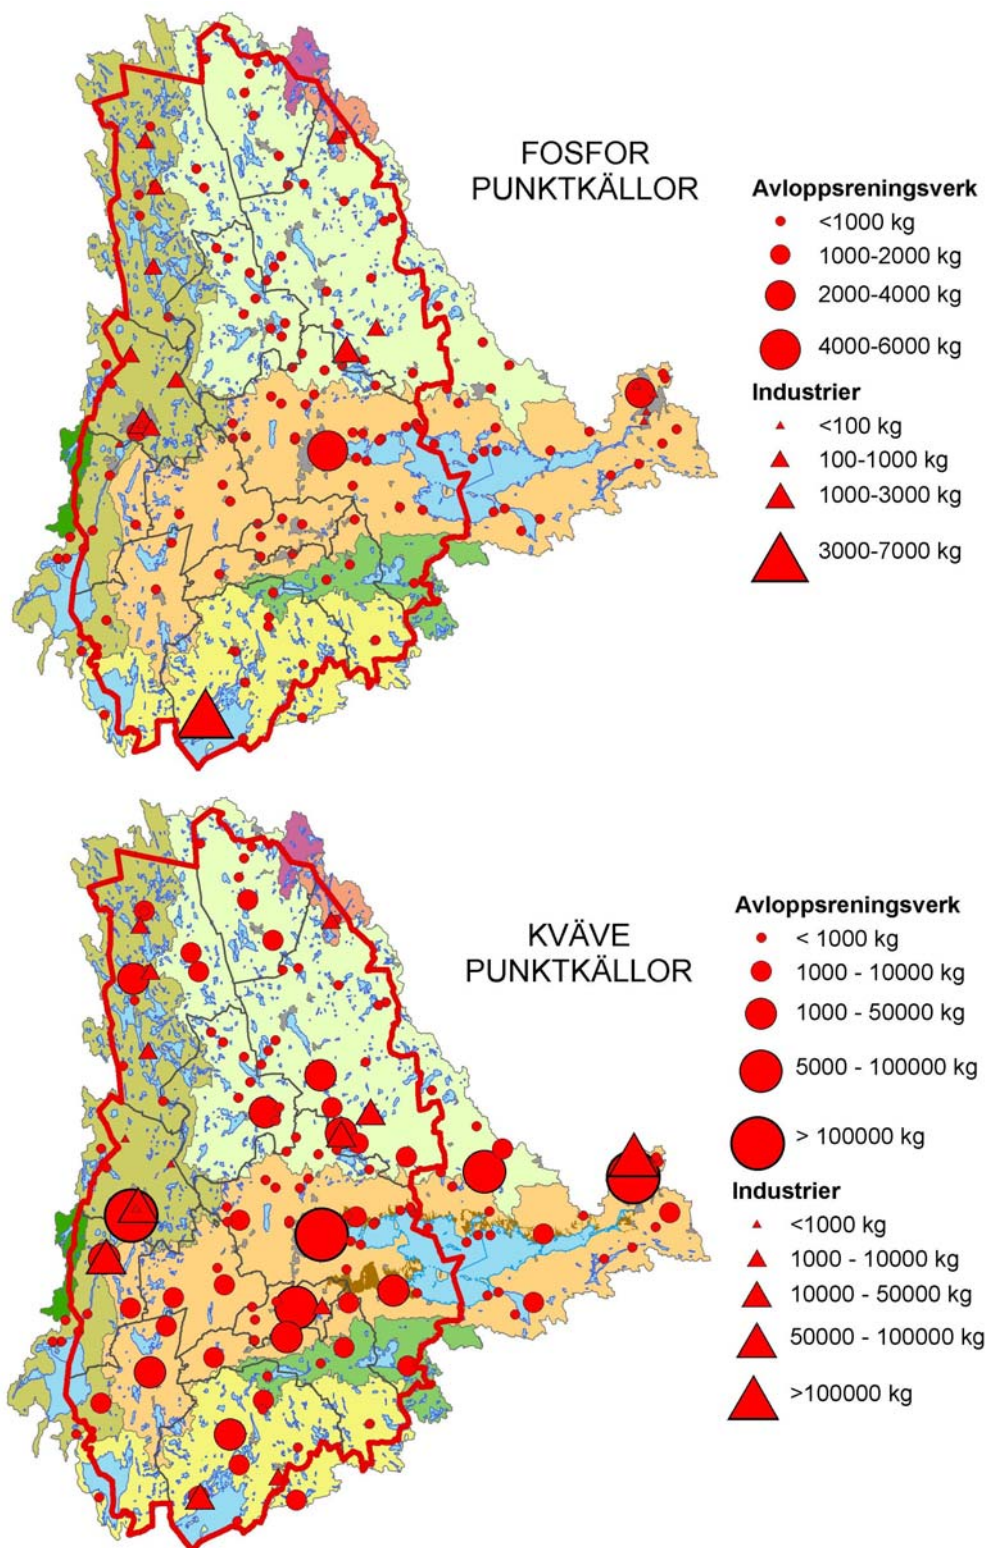 FOSFOR
PUNKTKÄLLOR
Avloppsreningsverk
<1000 kg
1000-2000 kg
2000-4000 kg
4000-6000 kg
Industrier
<100 kg
100-1000 kg
1000-3000 kg
3000-7000 kg
KVÄVE
PUNKTKÄLLOR
Avloppsreningsverk
< 1000 kg
1000 - 10000 kg
1000 - 50000 kg
5000 - 100000 kg
> 100000 kg
Industrier
<1000 kg
1000 - 10000 kg
10000 - 50000 kg
50000 - 100000 kg
>100000 kg